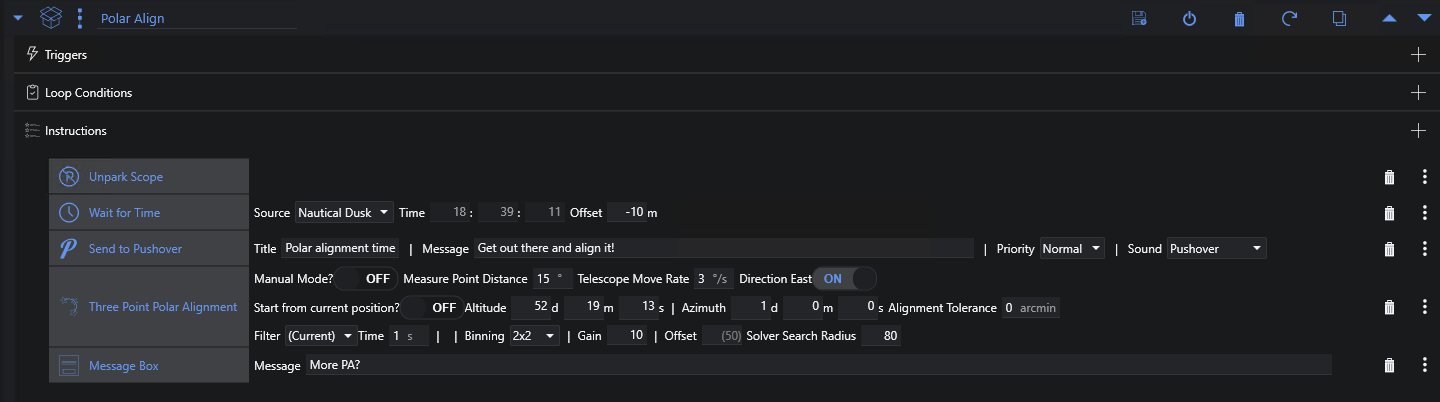 Polar Align
Triggers
Loop Conditions
Instructions
Unpark Scope
Wait for Time Source Nautical Dusk Time 18 : 39 : 11 Offset -10 m
Send to Pushover Title Polar alignment time | Message Get out there and align it! | Priority Normal | Sound Pushover
Manual Mode? OFF Measure Point Distance 15 ° Telescope Move Rate 3 °/s Direction East ON
Three Point Polar Alignment Start from current position? OFF Altitude 52 d 19 m 13 s | Azimuth 1 d 0 m 0 s Alignment Tolerance 0 arcmin
Filter (Current) Time 1 s | | Binning 2x2 | Gain 10 | Offset (50) Solver Search Radius 80
Message Box Message More PA?